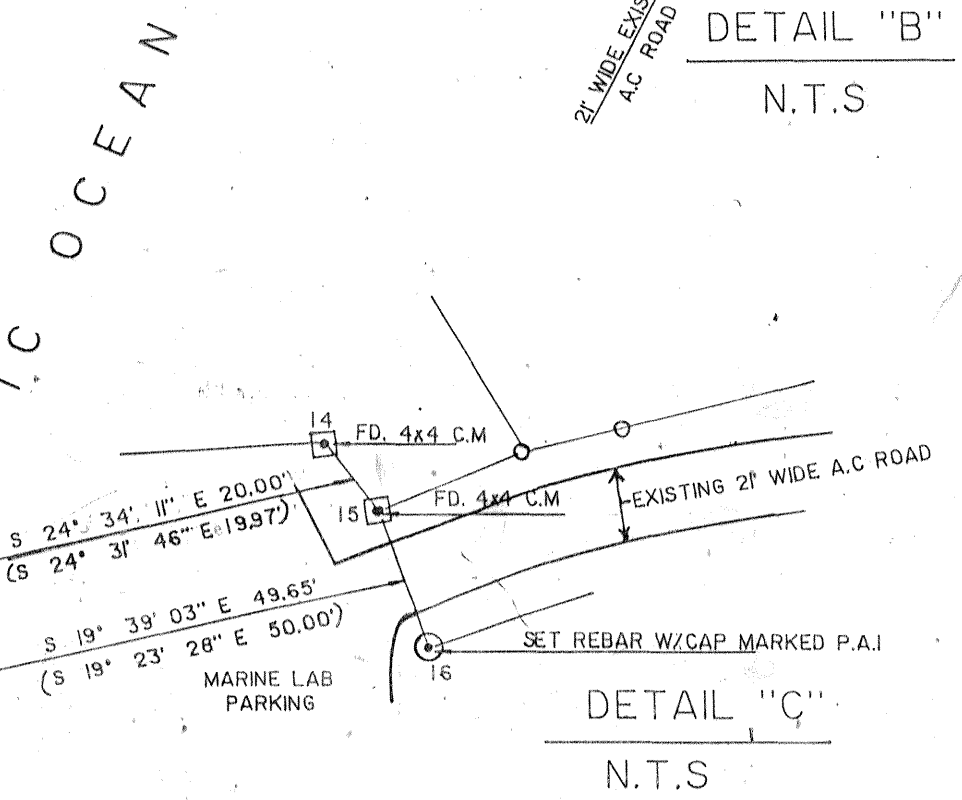 DETAIL "B"
N.T.S
21' WIDE
A.C ROAD
IC OCEAN
14
FD. 4x4 C.M
15
FD. 4x4 C.M
EXISTING 21' WIDE A.C ROAD
S 24° 34' 11" E 20.00'
(S 24° 31' 46" E 19.97')
S 19° 39' 03" E 49.65'
(S 19° 23' 28" E 50.00')
MARINE LAB
PARKING
SET REBAR W/CAP MARKED P.A.I
16
DETAIL "C"
N.T.S